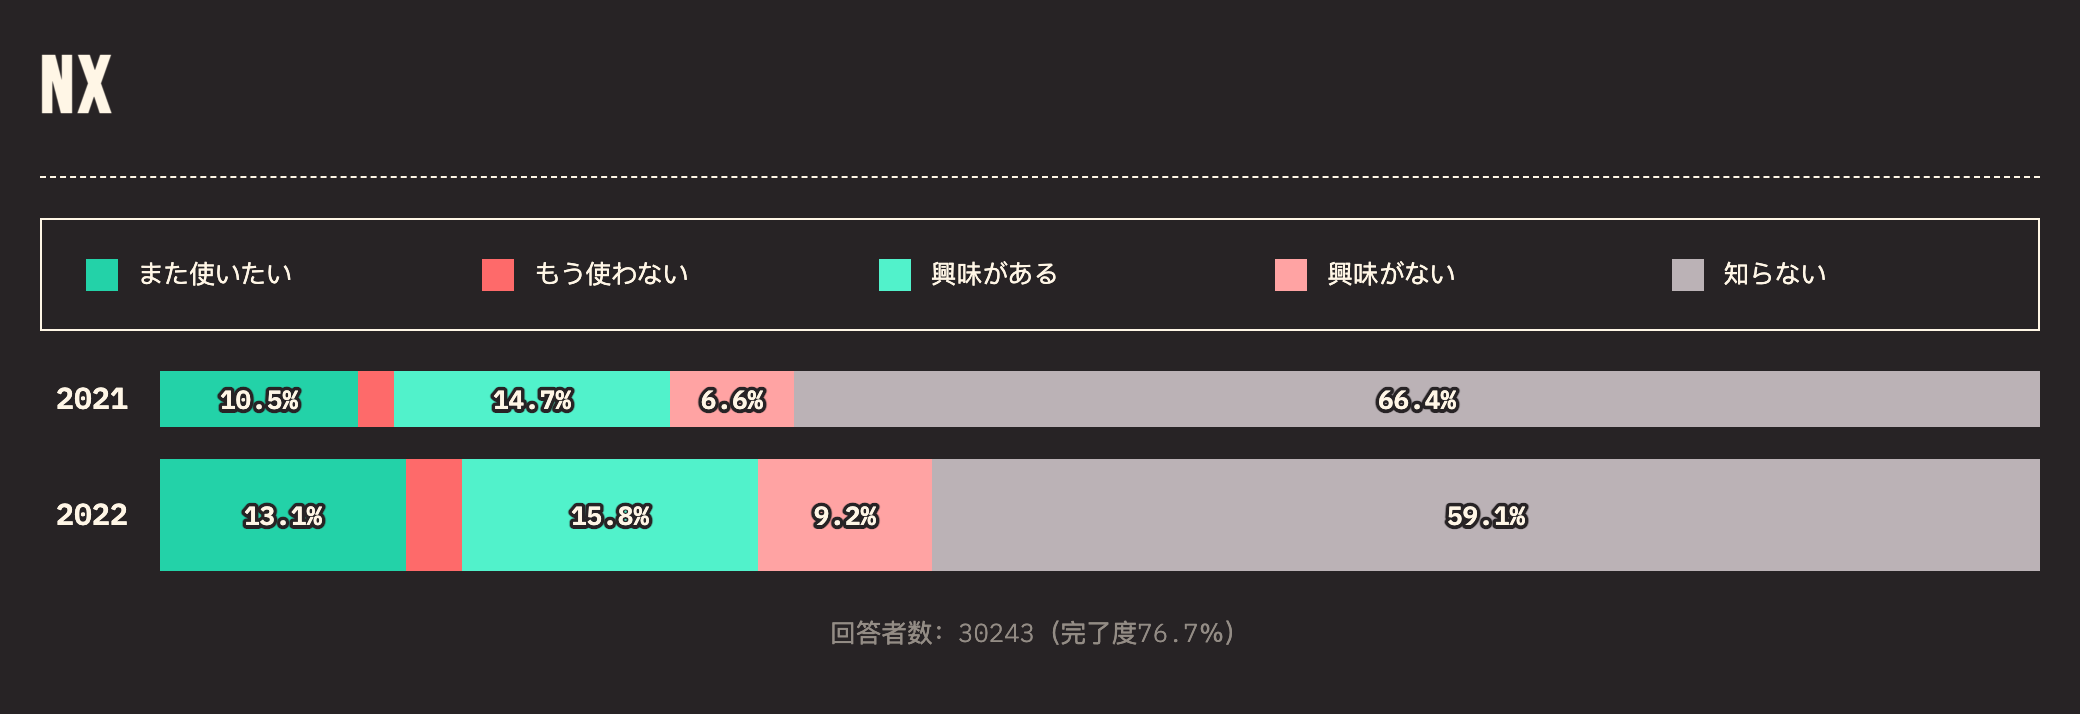 NX
また使いたい もう使わない 興味がある 興味がない 知らない
2021 10.5% 14.7% 6.6% 66.4%
2022 13.1% 15.8% 9.2% 59.1%
回答者数: 30243 (完了度76.7%)